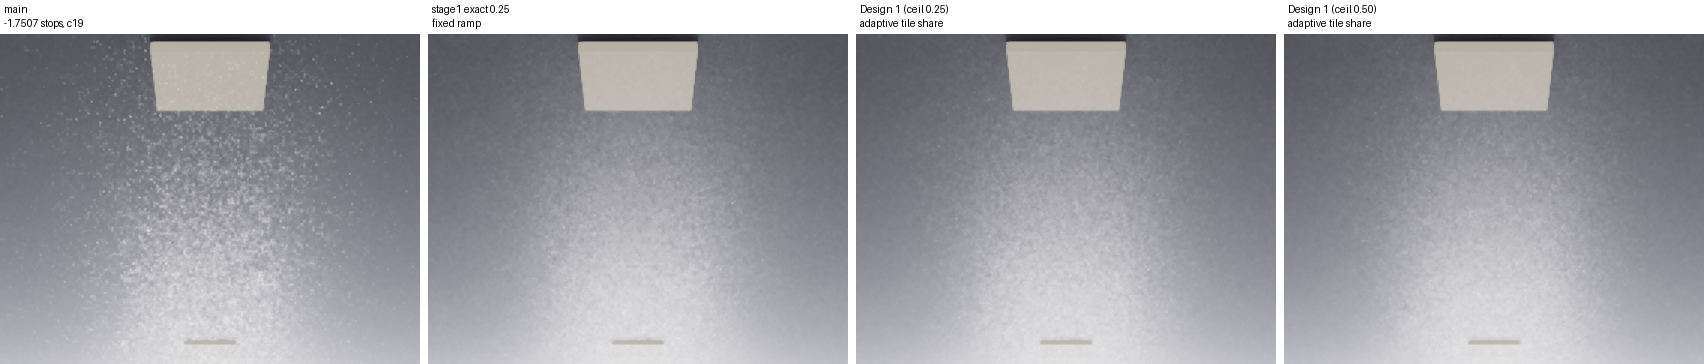 main
-1.7507 stops, c19
stage1 exact 0.25
fixed ramp
Design 1 (ceil 0.25)
adaptive tile share
Design 1 (ceil 0.50)
adaptive tile share